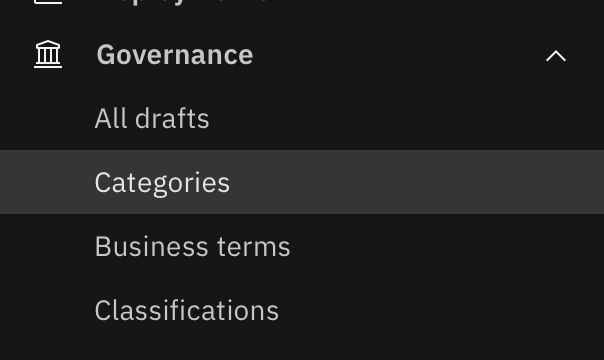 Governance
All drafts
Categories
Business terms
Classifications